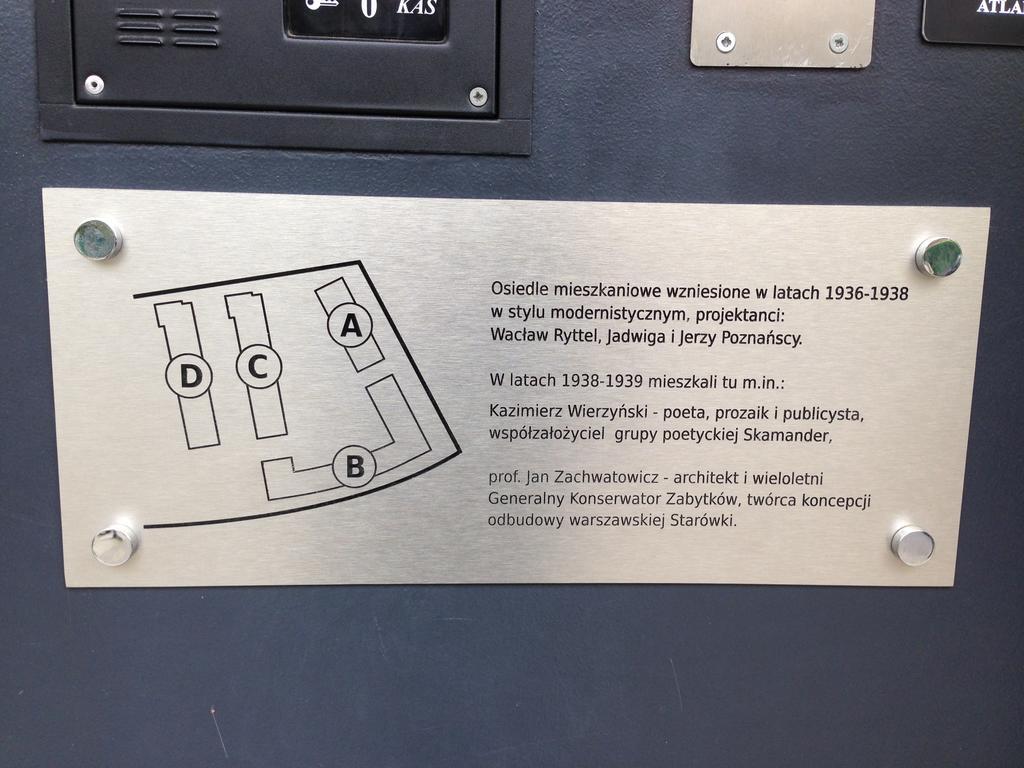 0 KAS
ATLA
Osiedle mieszkaniowe wzniesione w latach 1936-1938
w stylu modernistycznym, projektanci:
Wacław Ryttel, Jadwiga i Jerzy Poznańscy.
W latach 1938-1939 mieszkali tu m.in.:
Kazimierz Wierzyński - poeta, prozaik i publicysta,
współzałożyciel grupy poetyckiej Skamander,
prof. Jan Zachwatowicz - architekt i wieloletni
Generalny Konserwator Zabytków, twórca koncepcji
odbudowy warszawskiej Starówki.
A
D C
B